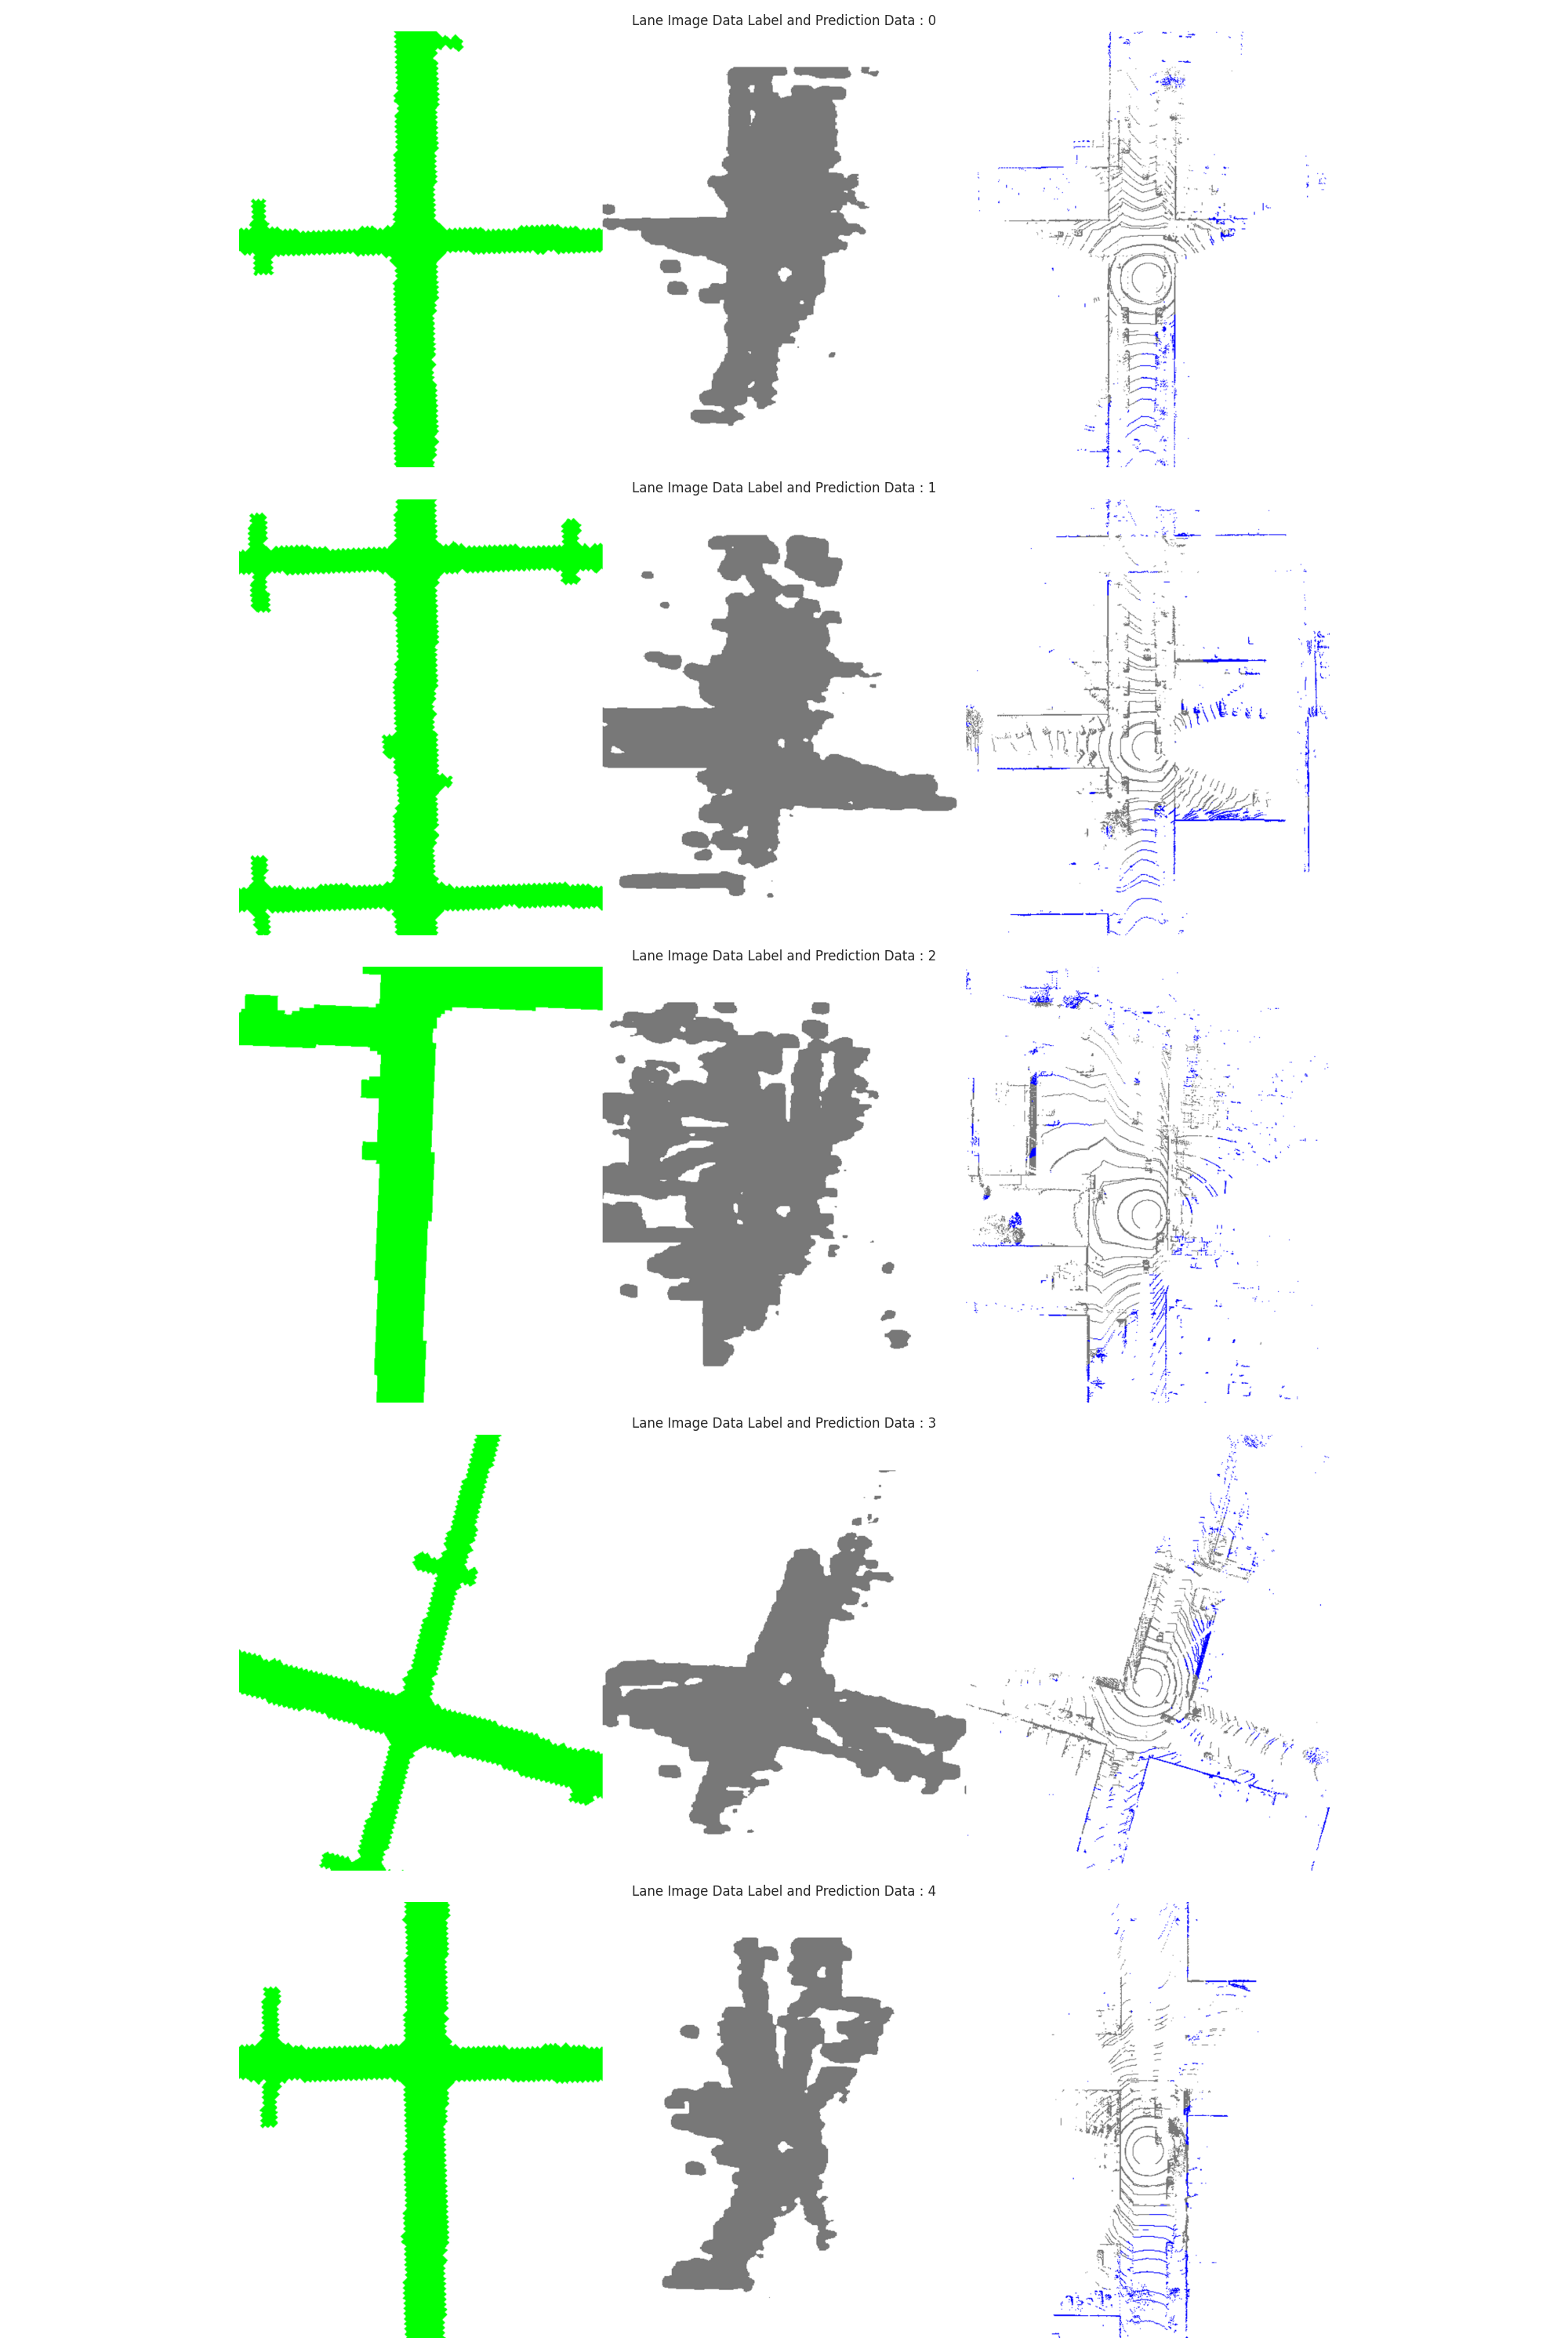 Lane Image Data Label and Prediction Data : 0
Lane Image Data Label and Prediction Data : 1
Lane Image Data Label and Prediction Data : 2
Lane Image Data Label and Prediction Data : 3
Lane Image Data Label and Prediction Data : 4